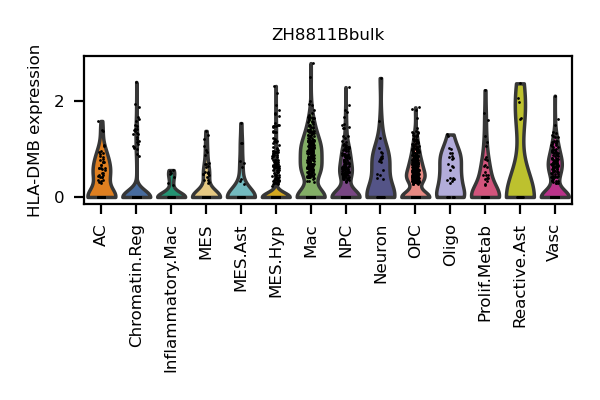 ZH8811Bbulk
HLA-DMB expression
2
0
AC
Chromatin.Reg
Inflammatory.Mac
MES
MES.Ast
MES.Hyp
Mac
NPC
Neuron
OPC
Oligo
Prolif.Metab
Reactive.Ast
Vasc